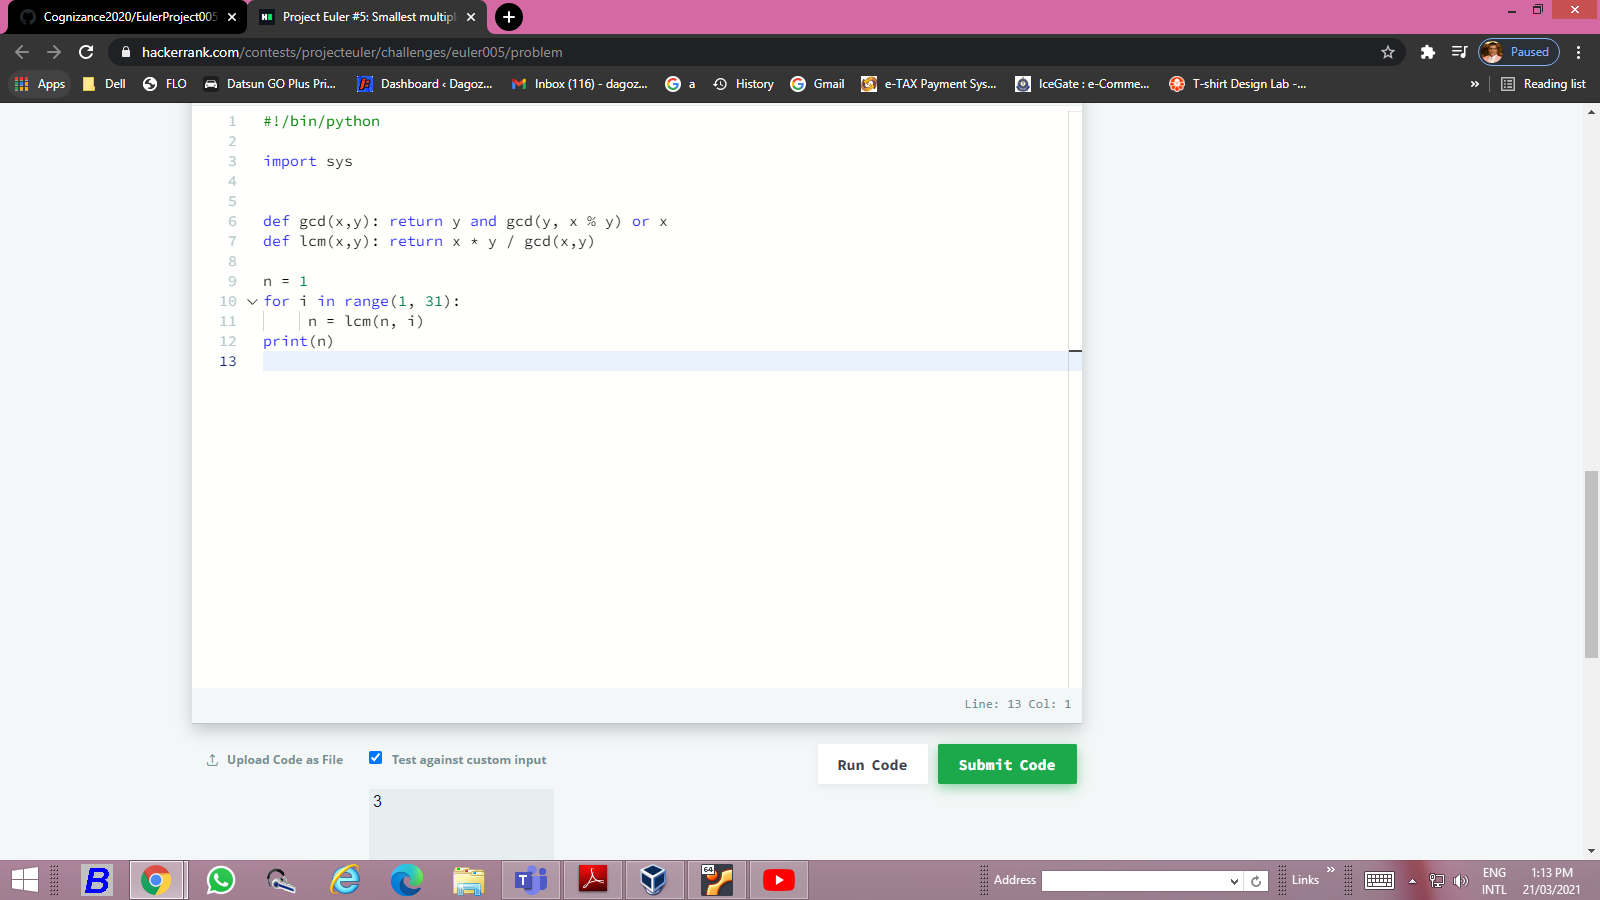 Cognizance2020/EulerProject005
Project Euler #5: Smallest multipl
hackerrank.com/contests/projecteuler/challenges/euler005/problem
Paused
Apps
Dell
FLO
Datsun GO Plus Pri...
Dashboard ‹ Dagoz...
Inbox (116) - dagoz...
a
History
Gmail
e-TAX Payment Sys...
IceGate : e-Comme...
T-shirt Design Lab -...
»
Reading list
1 #!/bin/python
2
3 import sys
4
5
6 def gcd(x,y): return y and gcd(y, x % y) or x
7 def lcm(x,y): return x * y / gcd(x,y)
8
9 n = 1
10 for i in range(1, 31):
11 n = lcm(n, i)
12 print(n)
13
Line: 13 Col: 1
Upload Code as File
Test against custom input
Run Code
Submit Code
3
Address
Links
»
ENG
INTL
1:13 PM
21/03/2021